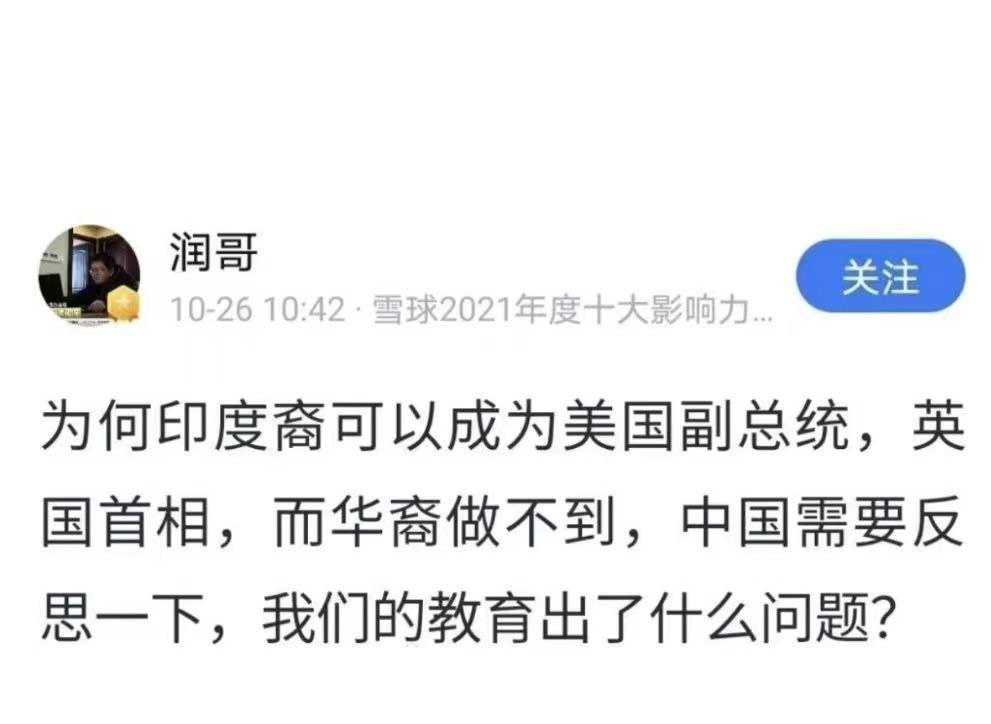 润哥
10-26 10:42 · 雪球2021年度十大影响力...
关注
为何印度裔可以成为美国副总统，英
国首相，而华裔做不到，中国需要反
思一下，我们的教育出了什么问题？